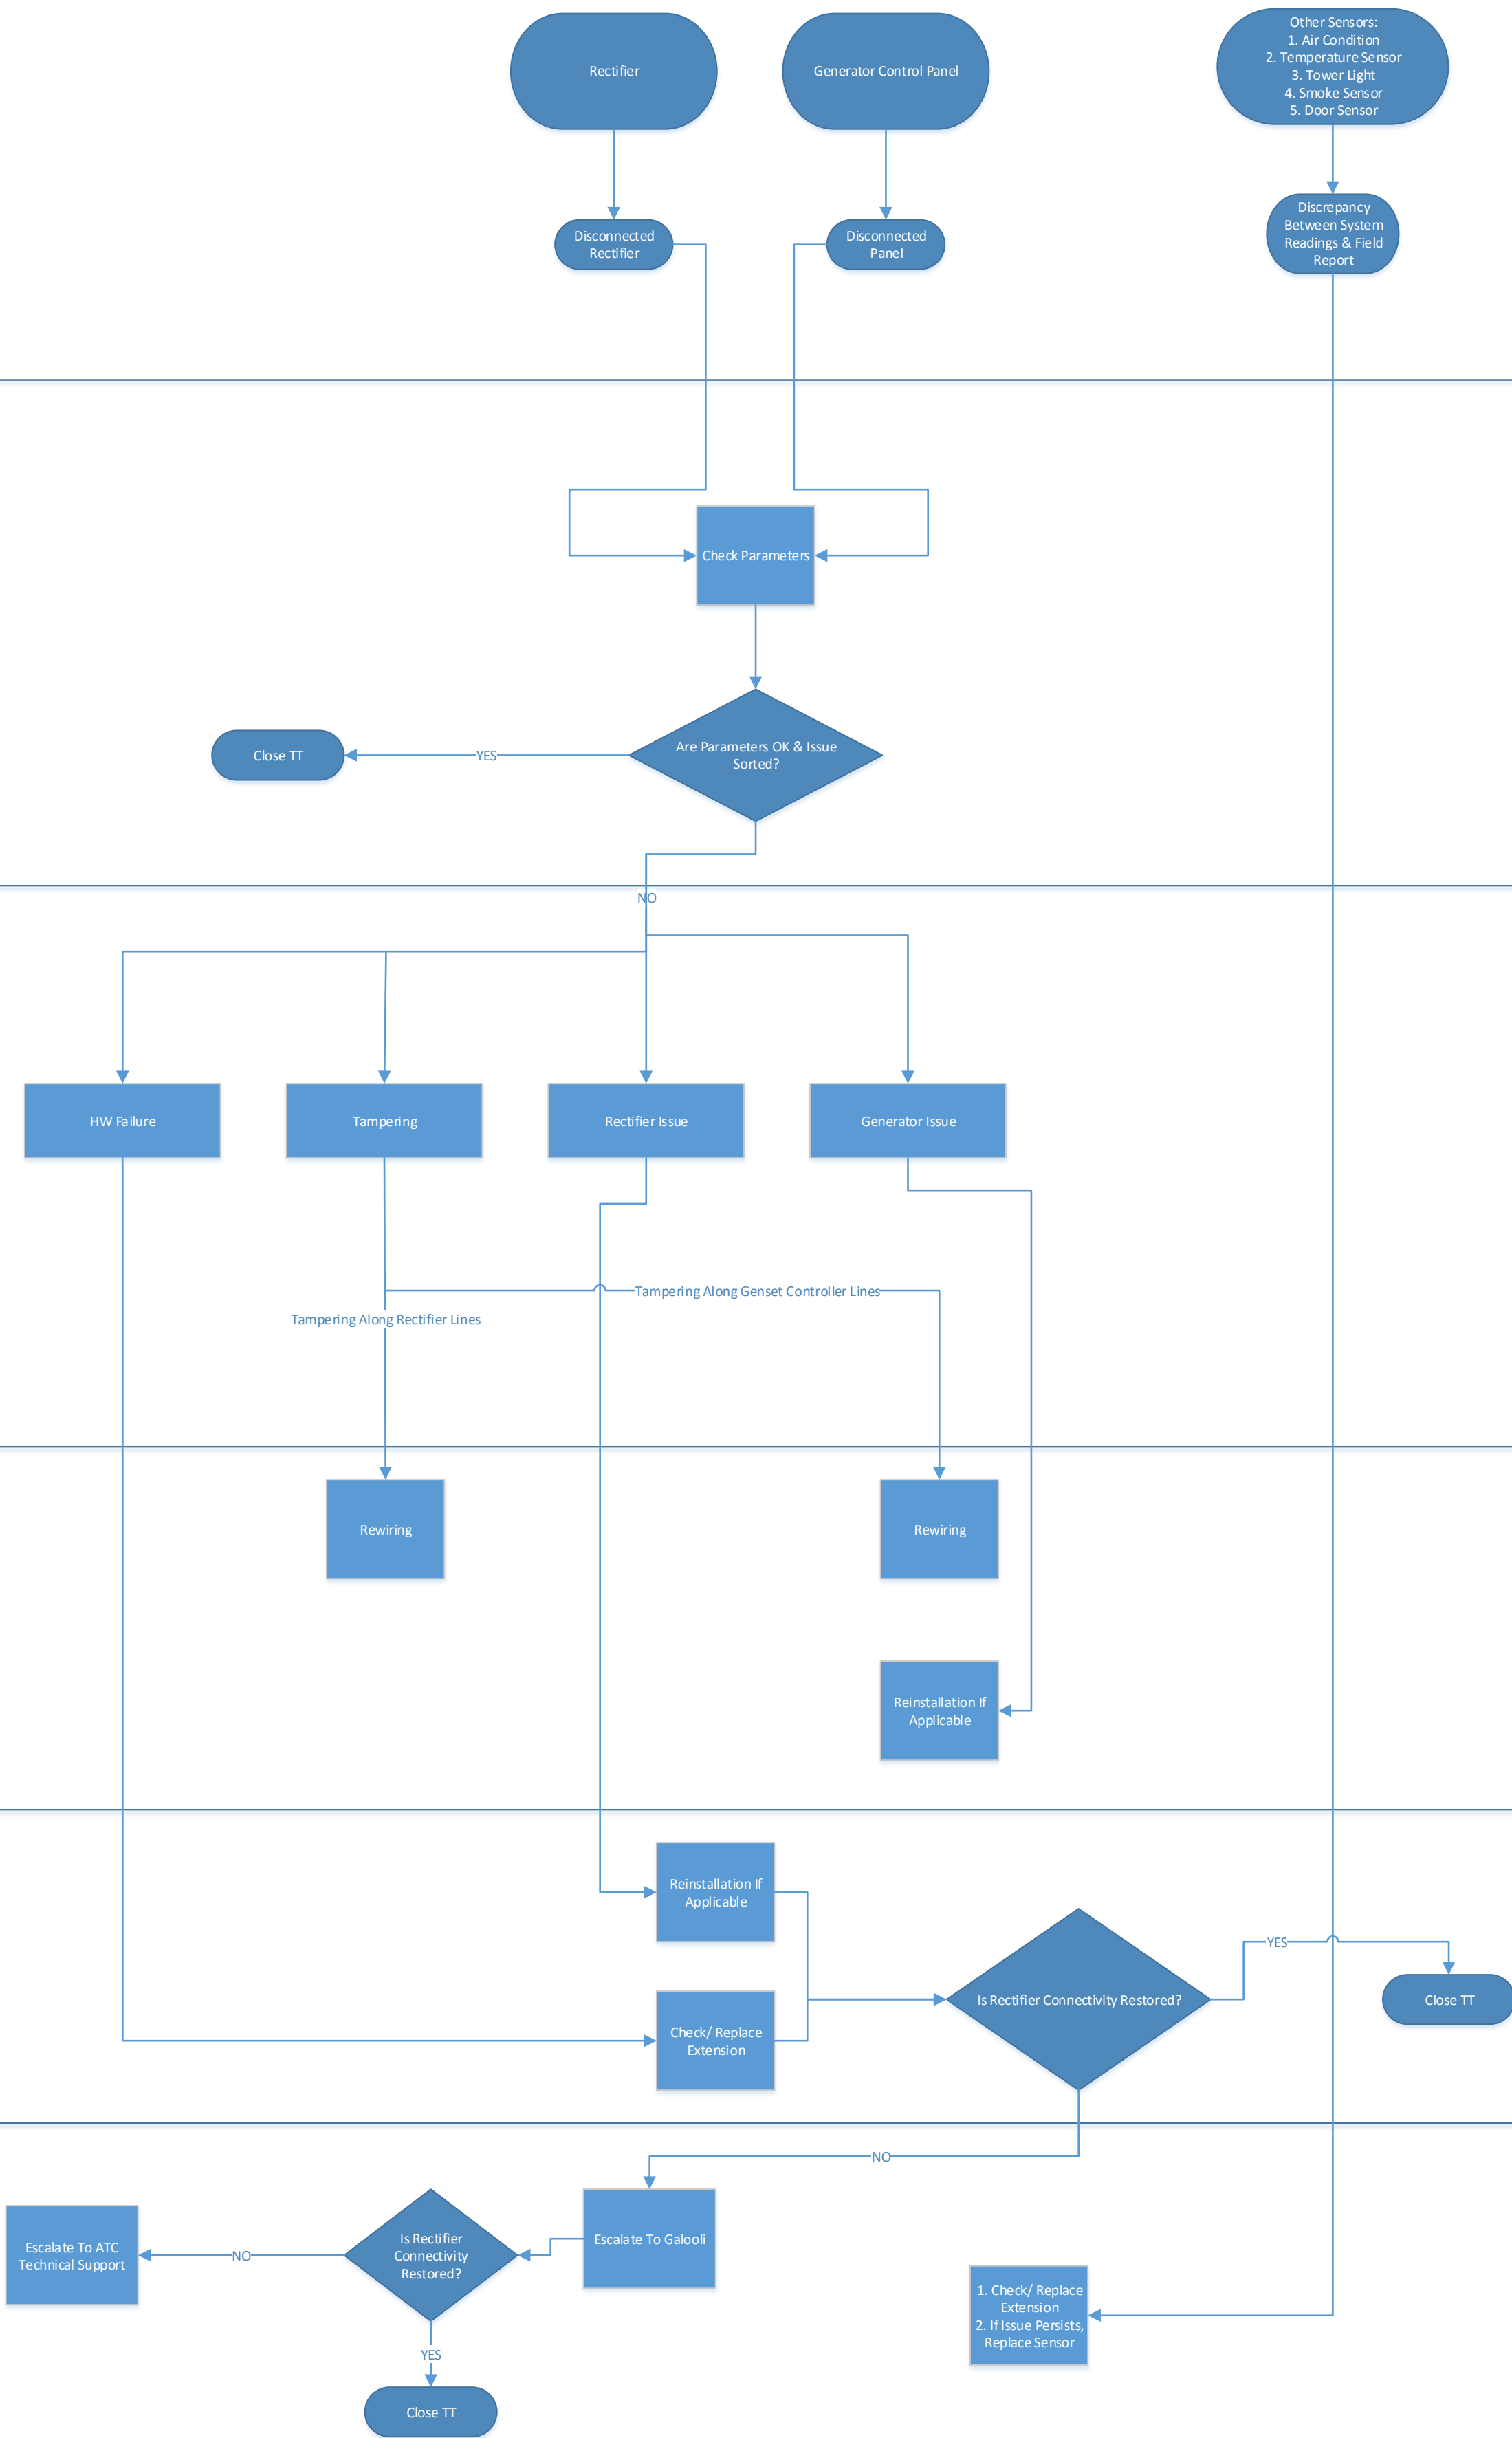 Rectifier
Generator Control Panel
Other Sensors:
1. Air Condition
2. Temperature Sensor
3. Tower Light
4. Smoke Sensor
5. Door Sensor
Disconnected
Rectifier
Disconnected
Panel
Discrepancy
Between System
Readings & Field
Report
Check Parameters
Are Parameters OK & Issue
Sorted?
YES
Close TT
NO
HW Failure
Tampering
Rectifier Issue
Generator Issue
Tampering Along Genset Controller Lines
Tampering Along Rectifier Lines
Rewiring
Rewiring
Reinstallation If
Applicable
Reinstallation If
Applicable
YES
Is Rectifier Connectivity Restored?
Close TT
Check/ Replace
Extension
NO
Escalate To Galooli
Is Rectifier
Connectivity
Restored?
NO
Escalate To ATC
Technical Support
1. Check/ Replace
Extension
2. If Issue Persists,
Replace Sensor
YES
Close TT